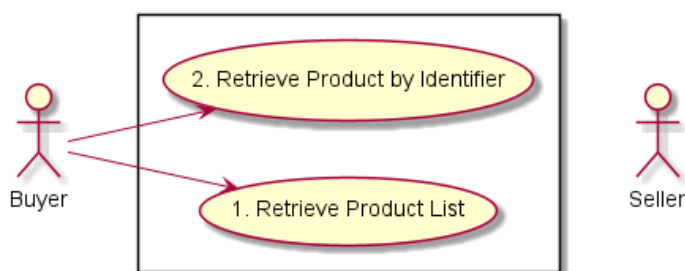 2. Retrieve Product by Identifier
Buyer
Seller
1. Retrieve Product List